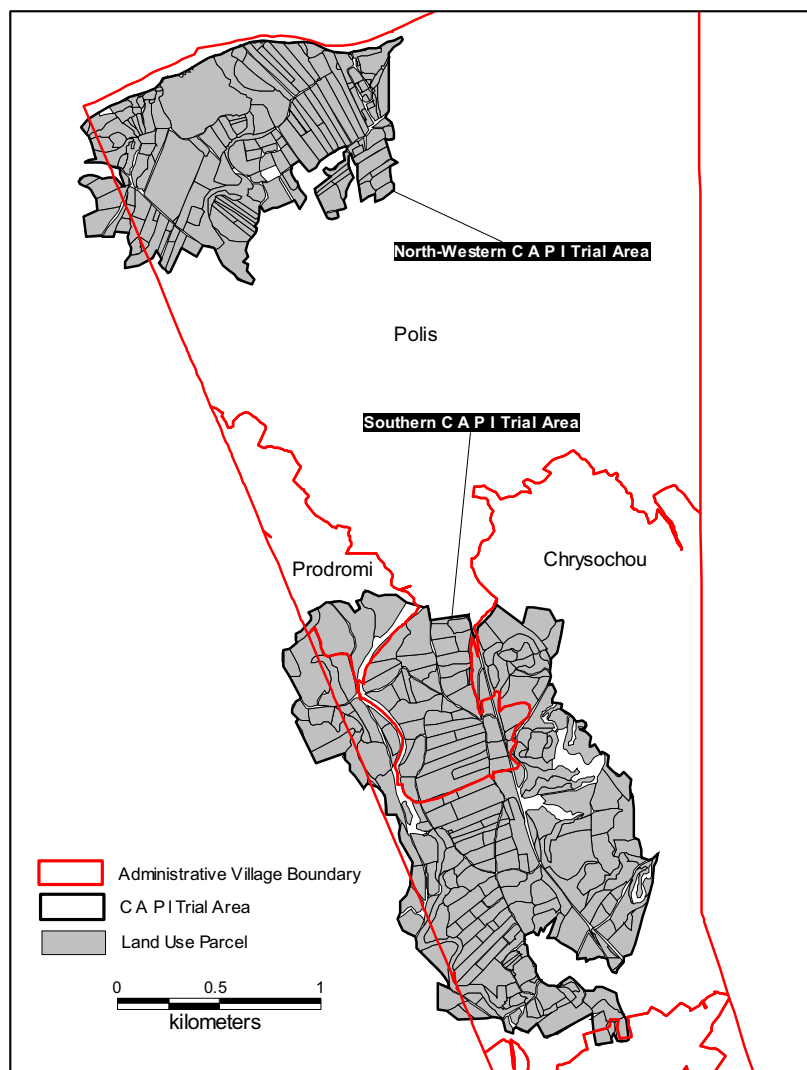 North-Western C A P I Trial Area
Polis
Southern C A P I Trial Area
Prodromi
Chrysochou
Administrative Village Boundary
C A P I Trial Area
Land Use Parcel
0 0.5 1
kilometers